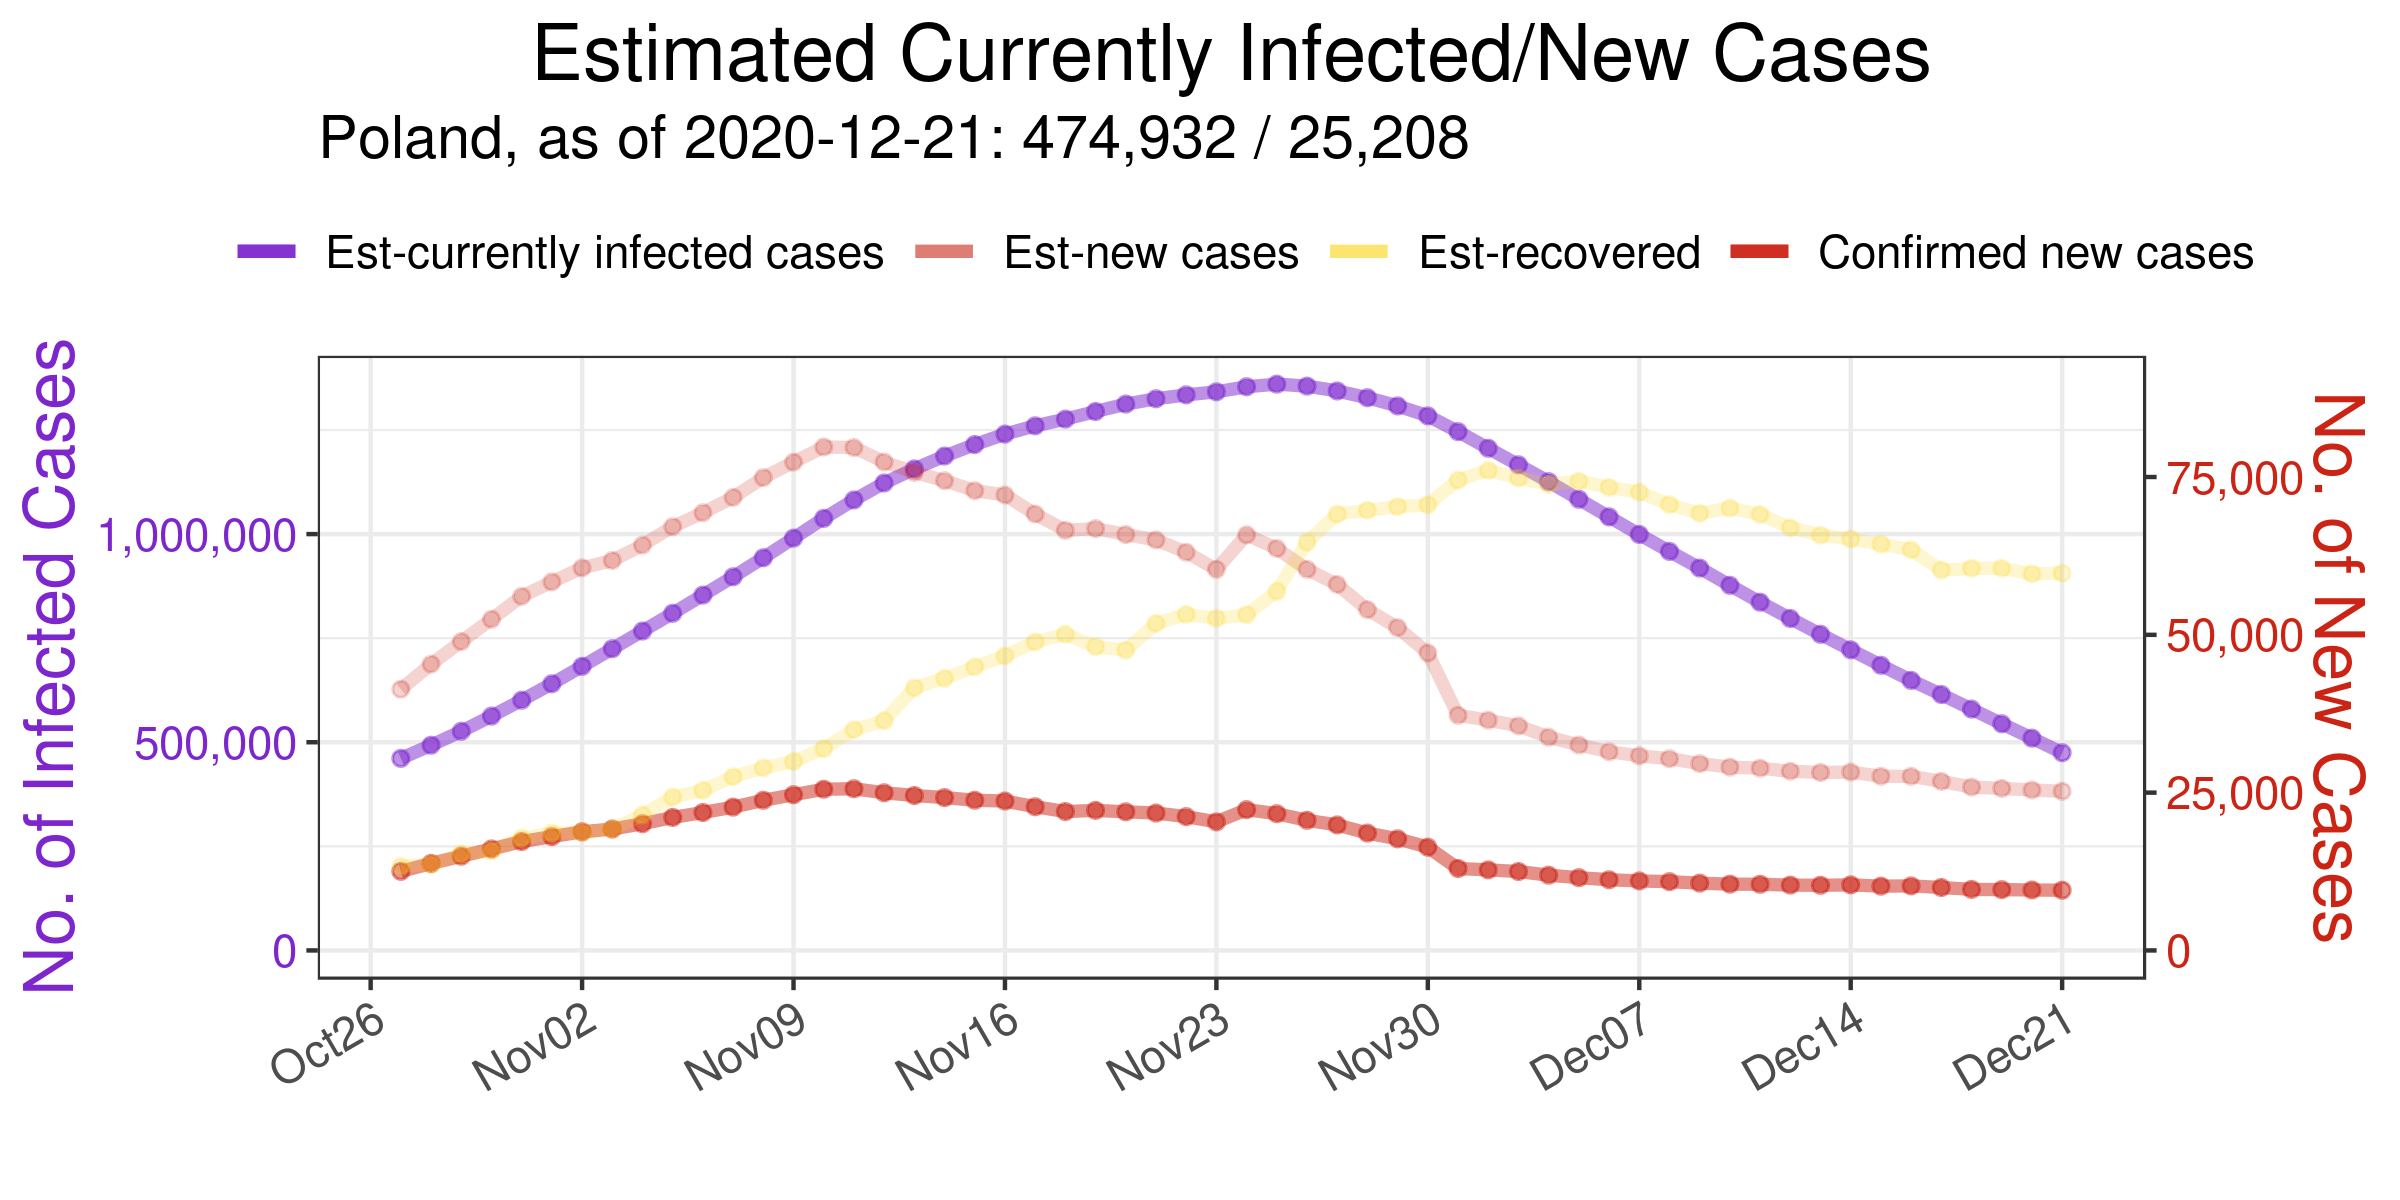 Estimated Currently Infected/New Cases
Poland, as of 2020-12-21: 474,932 / 25,208
Est-currently infected cases Est-new cases Est-recovered Confirmed new cases
No. of Infected Cases
1,000,000
500,000
0
75,000
50,000
25,000
0
No. of New Cases
Oct26 Nov02 Nov09 Nov16 Nov23 Nov30 Dec07 Dec14 Dec21